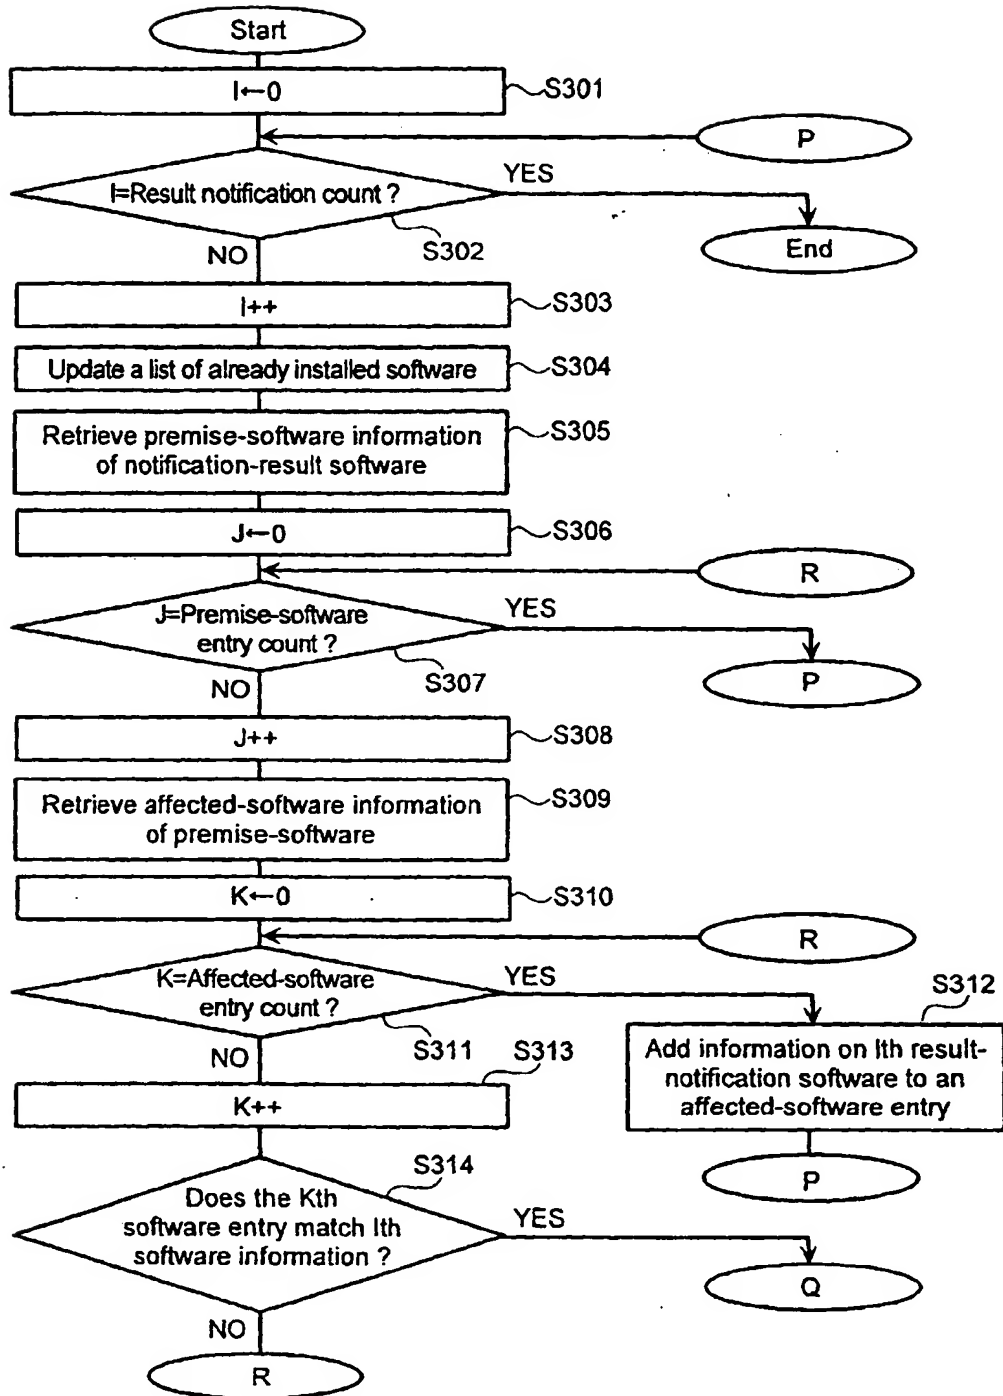 Start
I←0
S301
P
I=Result notification count ?
YES
S302
End
NO
I++
S303
Update a list of already installed software
S304
Retrieve premise-software information
of notification-result software
S305
J←0
S306
R
J=Premise-software
entry count ?
YES
S307
P
NO
J++
S308
Retrieve affected-software information
of premise-software
S309
K←0
S310
R
K=Affected-software
entry count ?
YES
S312
S311
NO
S313
Add information on Ith result-
notification software to an
affected-software entry
K++
P
S314
Does the Kth
software entry match Ith
software information ?
YES
Q
NO
R